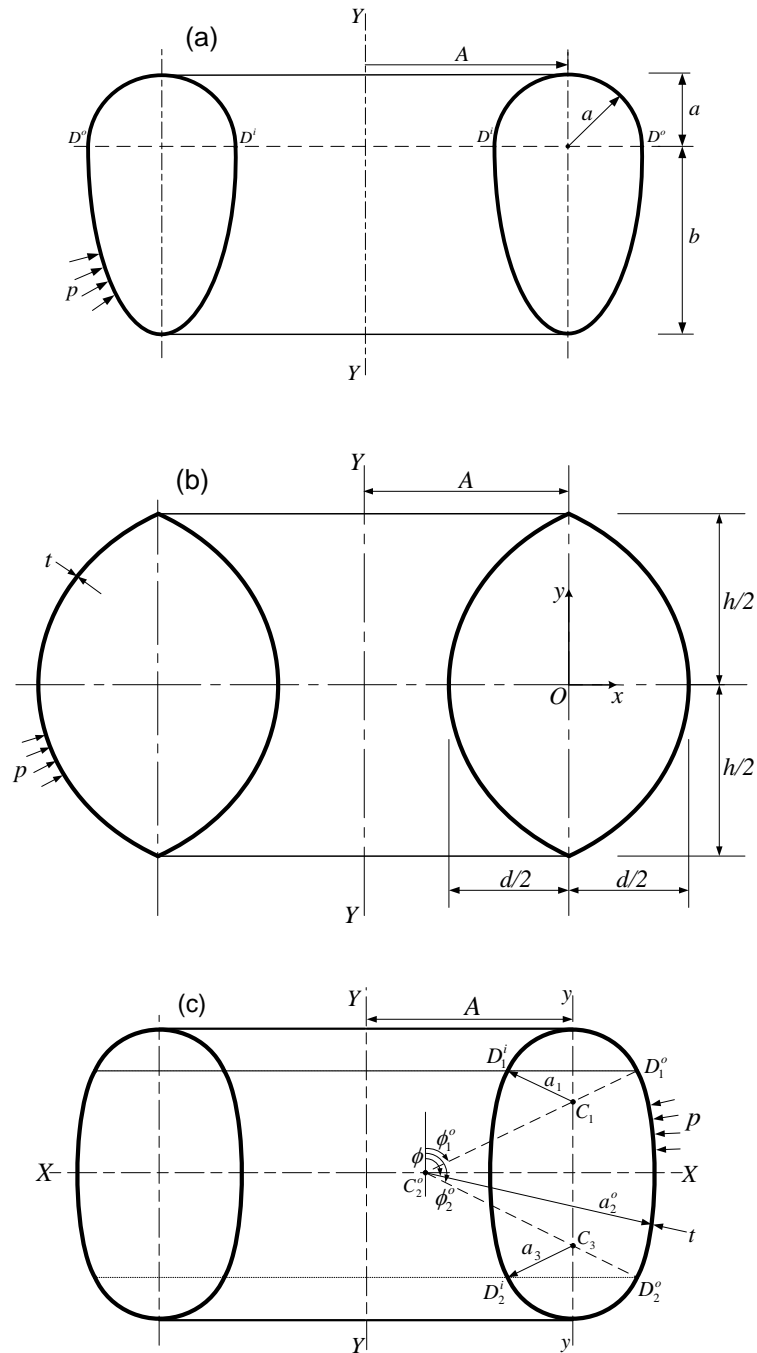 (a)
Y
A
a
a
D^o
D^i
D^i
D^o
b
p
Y
(b)
Y
A
t
y
h/2
O
x
p
h/2
d/2
d/2
Y
(c)
Y
A
y
D_1^i
D_1^o
a_1
C_1
p
ϕ_1^o
ϕ
X
X
C_2^o
ϕ_2^o
a_2^o
t
C_3
a_3
D_2^i
D_2^o
Y
y